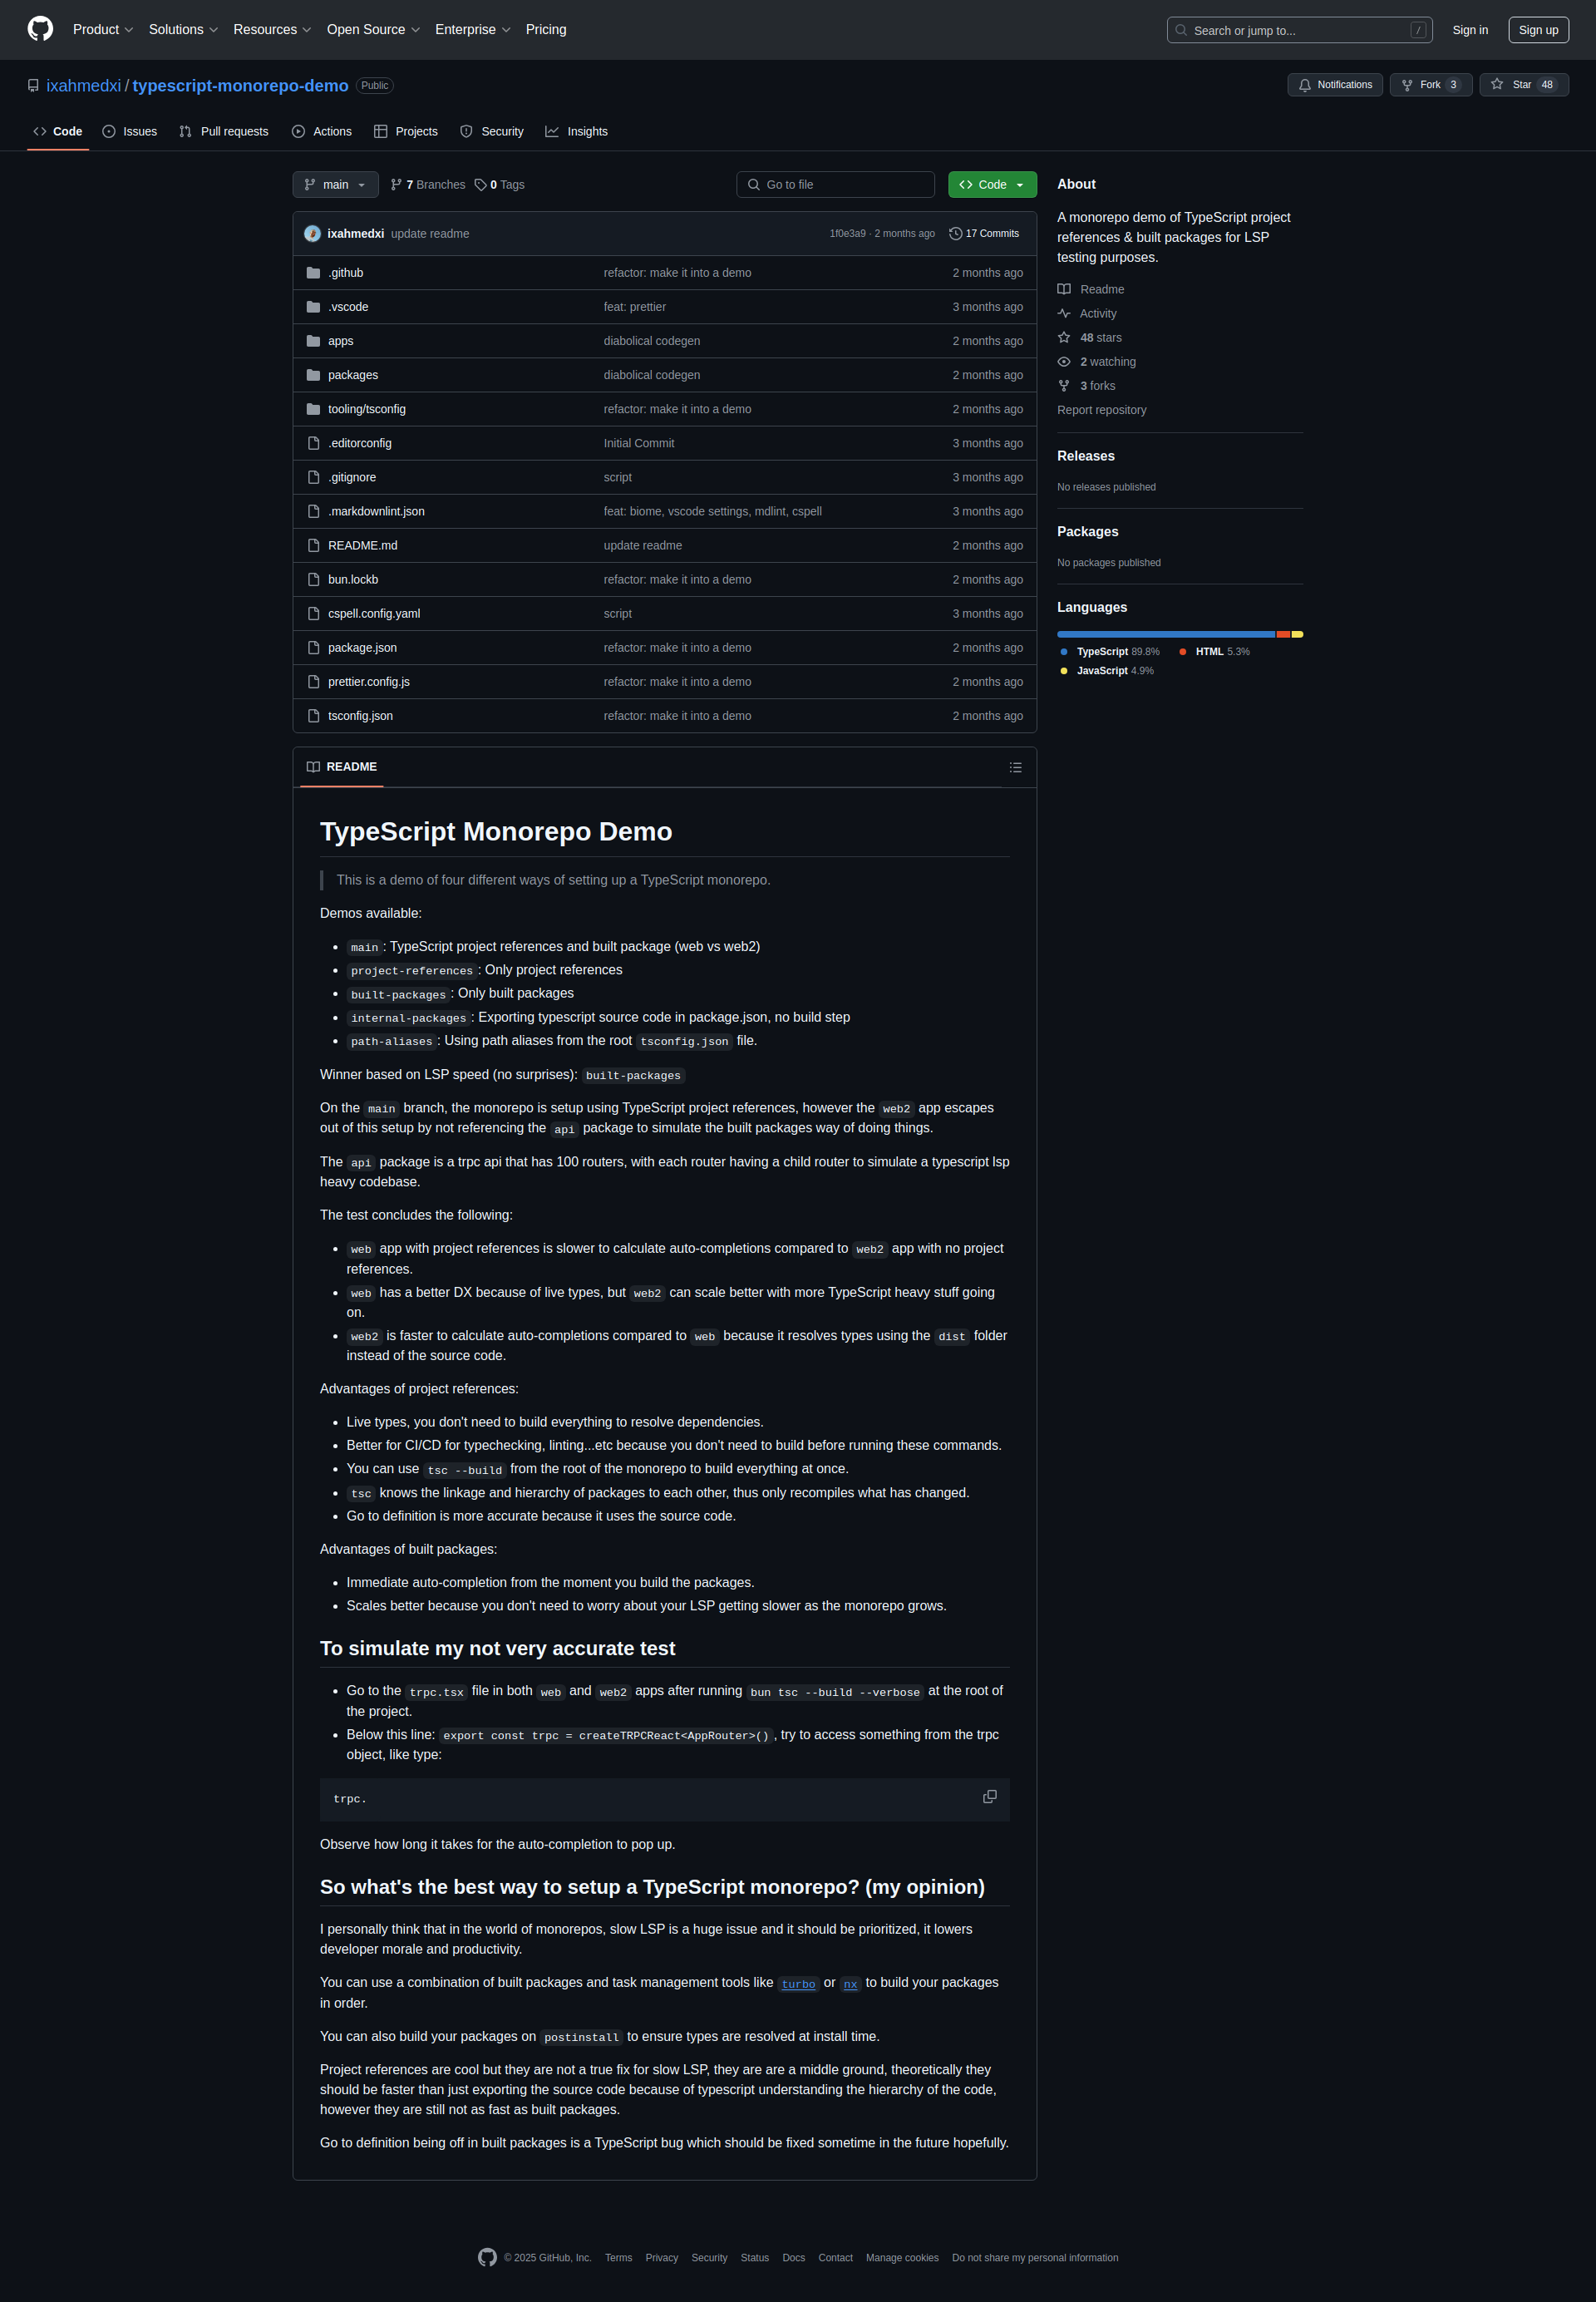 Product
Solutions
Resources
Open Source
Enterprise
Pricing
Search or jump to...
/
Sign in
Sign up
ixahmedxi / typescript-monorepo-demo Public
Notifications
Fork 3
Star 48
Code
Issues
Pull requests
Actions
Projects
Security
Insights
main
7 Branches
0 Tags
Go to file
Code
ixahmedxi update readme 1f0e3a9 · 2 months ago 17 Commits
.github refactor: make it into a demo 2 months ago
.vscode feat: prettier 3 months ago
apps diabolical codegen 2 months ago
packages diabolical codegen 2 months ago
tooling/tsconfig refactor: make it into a demo 2 months ago
.editorconfig Initial Commit 3 months ago
.gitignore script 3 months ago
.markdownlint.json feat: biome, vscode settings, mdlint, cspell 3 months ago
README.md update readme 2 months ago
bun.lockb refactor: make it into a demo 2 months ago
cspell.config.yaml script 3 months ago
package.json refactor: make it into a demo 2 months ago
prettier.config.js refactor: make it into a demo 2 months ago
tsconfig.json refactor: make it into a demo 2 months ago
README
TypeScript Monorepo Demo
This is a demo of four different ways of setting up a TypeScript monorepo.
Demos available:
main: TypeScript project references and built package (web vs web2)
project-references: Only project references
built-packages: Only built packages
internal-packages: Exporting typescript source code in package.json, no build step
path-aliases: Using path aliases from the root tsconfig.json file.
Winner based on LSP speed (no surprises): built-packages
On the main branch, the monorepo is setup using TypeScript project references, however the web2 app escapes
out of this setup by not referencing the api package to simulate the built packages way of doing things.
The api package is a trpc api that has 100 routers, with each router having a child router to simulate a typescript lsp
heavy codebase.
The test concludes the following:
web app with project references is slower to calculate auto-completions compared to web2 app with no project
references.
web has a better DX because of live types, but web2 can scale better with more TypeScript heavy stuff going
on.
web2 is faster to calculate auto-completions compared to web because it resolves types using the dist folder
instead of the source code.
Advantages of project references:
Live types, you don't need to build everything to resolve dependencies.
Better for CI/CD for typechecking, linting...etc because you don't need to build before running these commands.
You can use tsc --build from the root of the monorepo to build everything at once.
tsc knows the linkage and hierarchy of packages to each other, thus only recompiles what has changed.
Go to definition is more accurate because it uses the source code.
Advantages of built packages:
Immediate auto-completion from the moment you build the packages.
Scales better because you don't need to worry about your LSP getting slower as the monorepo grows.
To simulate my not very accurate test
Go to the trpc.tsx file in both web and web2 apps after running bun tsc --build --verbose at the root of
the project.
Below this line: export const trpc = createTRPCReact<AppRouter>(), try to access something from the trpc
object, like type:
trpc.
Observe how long it takes for the auto-completion to pop up.
So what's the best way to setup a TypeScript monorepo? (my opinion)
I personally think that in the world of monorepos, slow LSP is a huge issue and it should be prioritized, it lowers
developer morale and productivity.
You can use a combination of built packages and task management tools like turbo or nx to build your packages
in order.
You can also build your packages on postinstall to ensure types are resolved at install time.
Project references are cool but they are not a true fix for slow LSP, they are are a middle ground, theoretically they
should be faster than just exporting the source code because of typescript understanding the hierarchy of the code,
however they are still not as fast as built packages.
Go to definition being off in built packages is a TypeScript bug which should be fixed sometime in the future hopefully.
About
A monorepo demo of TypeScript project
references & built packages for LSP
testing purposes.
Readme
Activity
48 stars
2 watching
3 forks
Report repository
Releases
No releases published
Packages
No packages published
Languages
TypeScript 89.8%
HTML 5.3%
JavaScript 4.9%
© 2025 GitHub, Inc.
Terms
Privacy
Security
Status
Docs
Contact
Manage cookies
Do not share my personal information